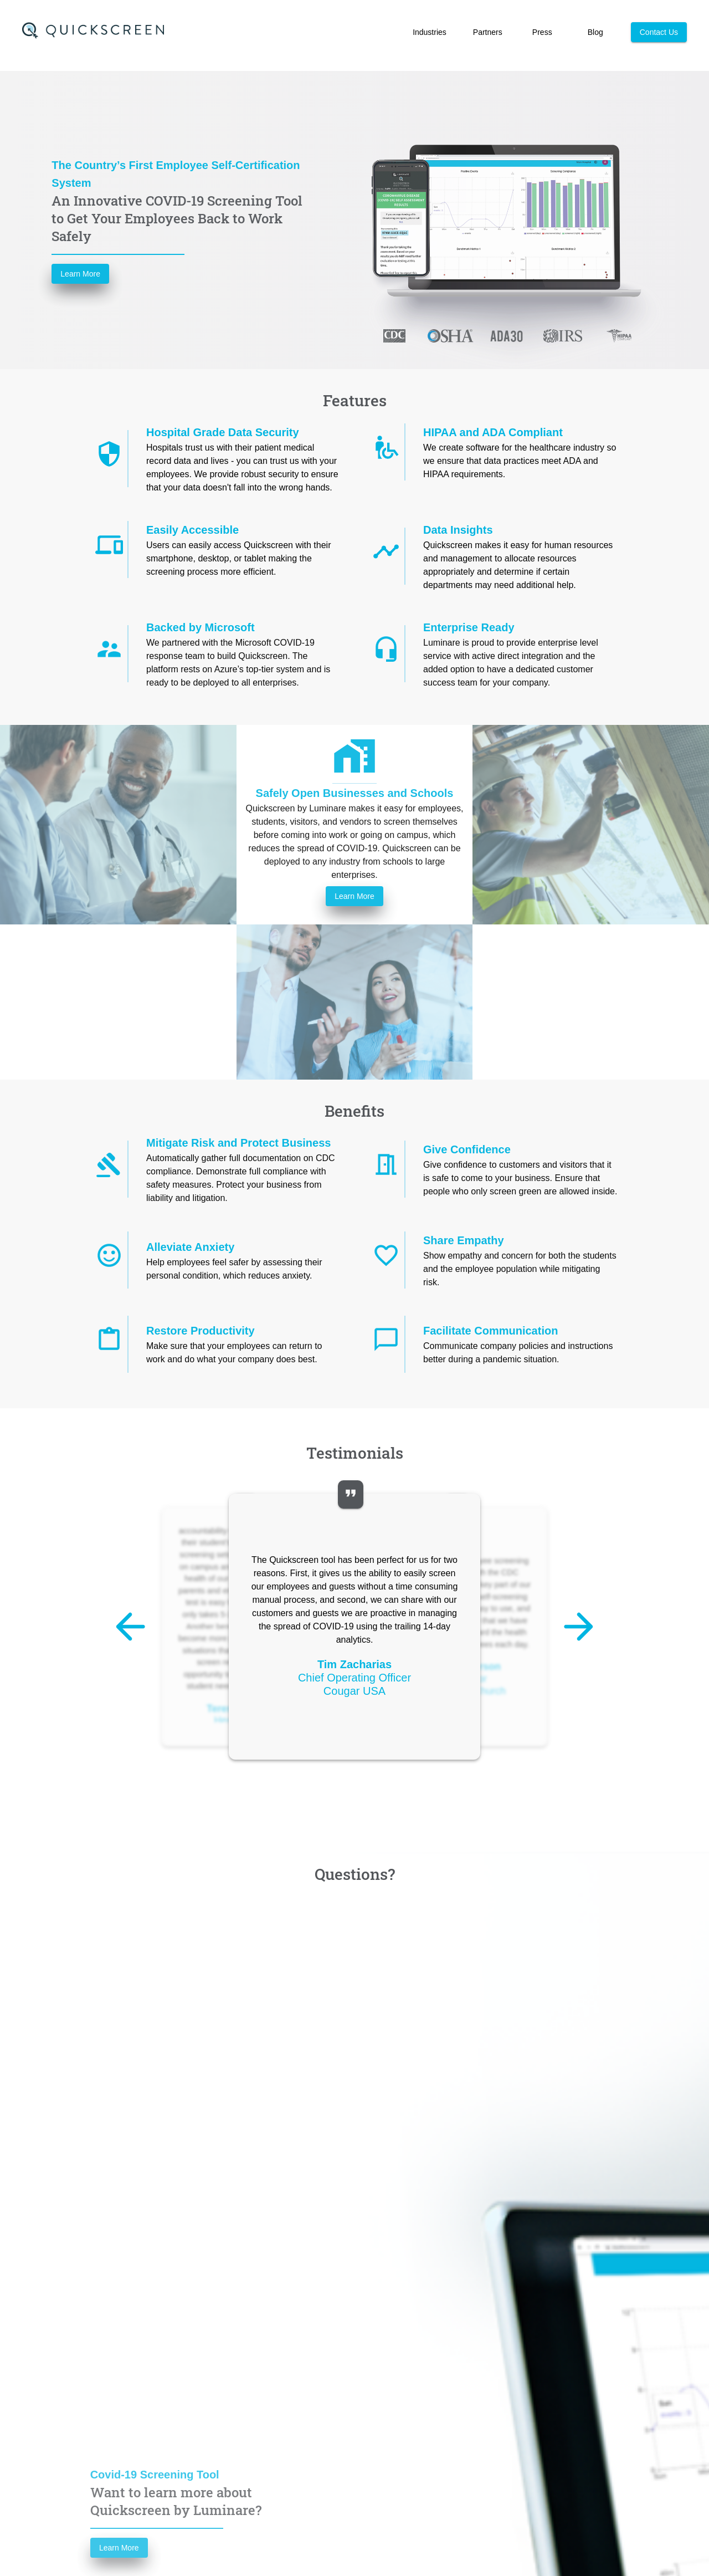 QUICKSCREEN
Industries
Partners
Press
Blog
Contact Us
The Country's First Employee Self-Certification
System
An Innovative COVID-19 Screening Tool
to Get Your Employees Back to Work
Safely
Learn More
CDC
OSHA
ADA30
IRS
HIPAA
Features
Hospital Grade Data Security
Hospitals trust us with their patient medical
record data and lives - you can trust us with your
employees. We provide robust security to ensure
that your data doesn't fall into the wrong hands.
HIPAA and ADA Compliant
We create software for the healthcare industry so
we ensure that data practices meet ADA and
HIPAA requirements.
Easily Accessible
Users can easily access Quickscreen with their
smartphone, desktop, or tablet making the
screening process more efficient.
Data Insights
Quickscreen makes it easy for human resources
and management to allocate resources
appropriately and determine if certain
departments may need additional help.
Backed by Microsoft
We partnered with the Microsoft COVID-19
response team to build Quickscreen. The
platform rests on Azure's top-tier system and is
ready to be deployed to all enterprises.
Enterprise Ready
Luminare is proud to provide enterprise level
service with active direct integration and the
added option to have a dedicated customer
success team for your company.
Safely Open Businesses and Schools
Quickscreen by Luminare makes it easy for employees,
students, visitors, and vendors to screen themselves
before coming into work or going on campus, which
reduces the spread of COVID-19. Quickscreen can be
deployed to any industry from schools to large
enterprises.
Learn More
Benefits
Mitigate Risk and Protect Business
Automatically gather full documentation on CDC
compliance. Demonstrate full compliance with
safety measures. Protect your business from
liability and litigation.
Give Confidence
Give confidence to customers and visitors that it
is safe to come to your business. Ensure that
people who only screen green are allowed inside.
Alleviate Anxiety
Help employees feel safer by assessing their
personal condition, which reduces anxiety.
Share Empathy
Show empathy and concern for both the students
and the employee population while mitigating
risk.
Restore Productivity
Make sure that your employees can return to
work and do what your company does best.
Facilitate Communication
Communicate company policies and instructions
better during a pandemic situation.
Testimonials
The Quickscreen tool has been perfect for us for two
reasons. First, it gives us the ability to easily screen
our employees and guests without a time consuming
manual process, and second, we can share with our
customers and guests we are proactive in managing
the spread of COVID-19 using the trailing 14-day
analytics.
Tim Zacharias
Chief Operating Officer
Cougar USA
Questions?
Covid-19 Screening Tool
Want to learn more about
Quickscreen by Luminare?
Learn More